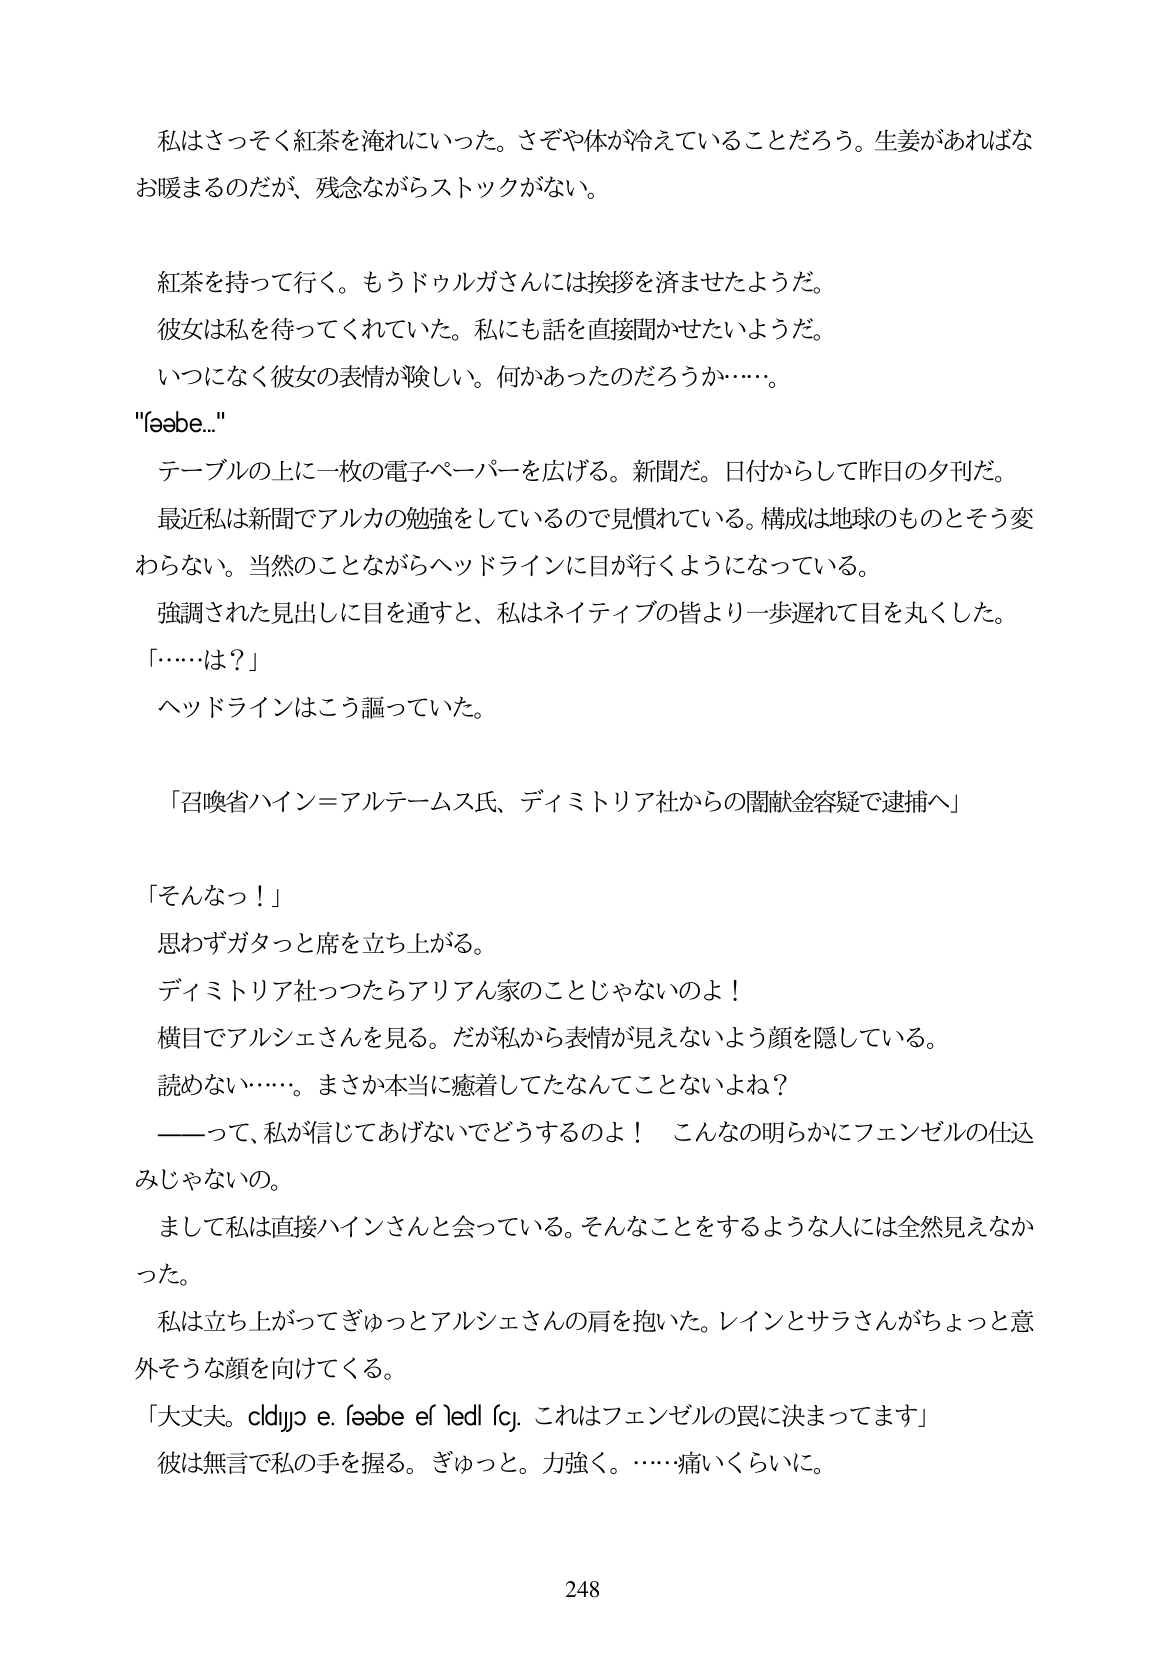 私はさっそく紅茶を淹れにいった。さぞや体が冷えていることだろう。生姜があればな
お暖まるのだが、残念ながらストックがない。
紅茶を持って行く。もうドゥルガさんには挨拶を済ませたようだ。
彼女は私を待ってくれていた。私にも話を直接聞かせたいようだ。
いつになく彼女の表情が険しい。何かあったのだろうか……。
テーブルの上に一枚の電子ペーパーを広げる。新聞だ。日付からして昨日の夕刊だ。
最近私は新聞でアルカの勉強をしているので見慣れている。構成は地球のものとそう変
わらない。当然のことながらヘッドラインに目が行くようになっている。
強調された見出しに目を通すと、私はネイティブの皆より一歩遅れて目を丸くした。
「……は？」
ヘッドラインはこう謳っていた。
「召喚省ハイン＝アルテームス氏、ディミトリア社からの闇献金容疑で逮捕へ」
「そんなっ！」
思わずガタっと席を立ち上がる。
ディミトリア社っつたらアリアん家のことじゃないのよ！
横目でアルシェさんを見る。だが私から表情が見えないよう顔を隠している。
読めない……。まさか本当に癒着してたなんてことないよね？
――って、私が信じてあげないでどうするのよ！　こんなの明らかにフェンゼルの仕込
みじゃないの。
まして私は直接ハインさんと会っている。そんなことをするような人には全然見えなか
った。
私は立ち上がってぎゅっとアルシェさんの肩を抱いた。レインとサラさんがちょっと意
外そうな顔を向けてくる。
「大丈夫。 これはフェンゼルの罠に決まってます」
彼は無言で私の手を握る。ぎゅっと。力強く。……痛いくらいに。
248